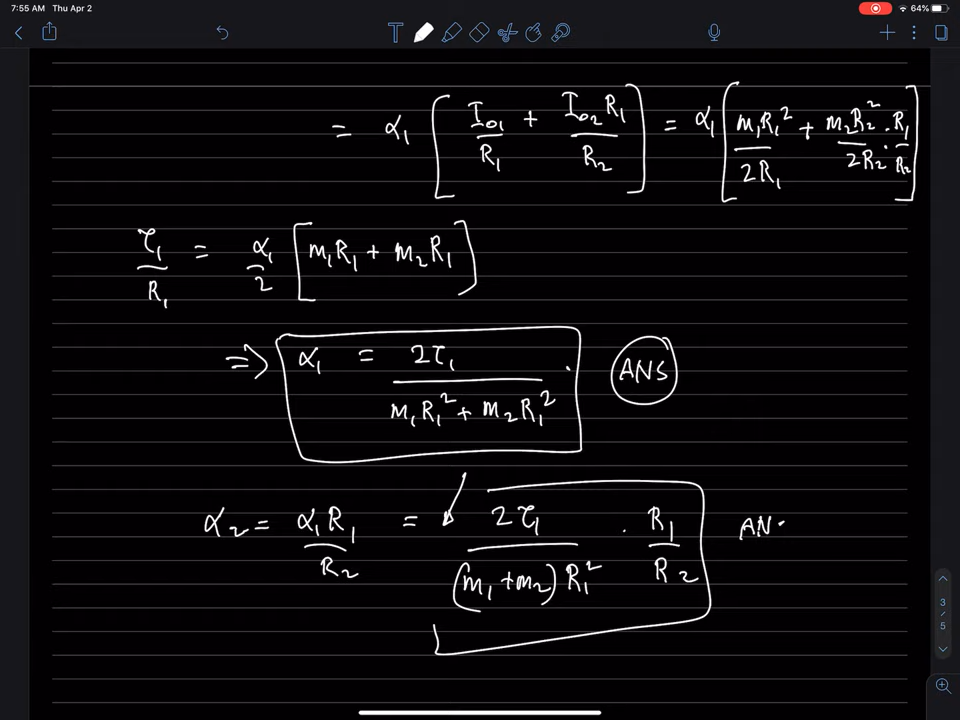 7:55 AM Thu Apr 2 64%
= α₁ [ I₀₁/R₁ + I₀₂R₁/R₂ ] = α₁ [ m₁R₁²/2R₁ + m₂R₂²/2R₂ · R₁/R₂ ]
τ₁/R₁ = α₁/2 [ m₁R₁ + m₂R₁ ]
⇒ α₁ = 2τ₁/(m₁R₁² + m₂R₁²) · ANS
α₂ = α₁R₁/R₂ = 2τ₁/((m₁+m₂)R₁²) · R₁/R₂ AN
3
/
5